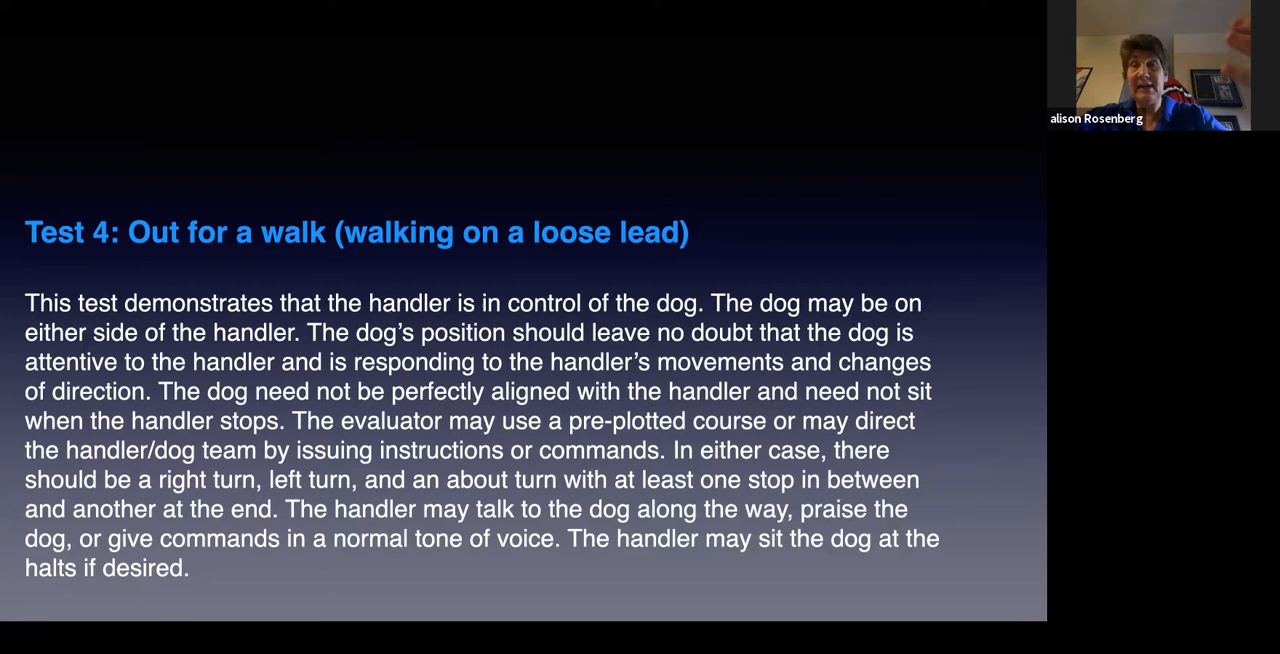 alison Rosenberg
Test 4: Out for a walk (walking on a loose lead)
This test demonstrates that the handler is in control of the dog. The dog may be on
either side of the handler. The dog’s position should leave no doubt that the dog is
attentive to the handler and is responding to the handler’s movements and changes
of direction. The dog need not be perfectly aligned with the handler and need not sit
when the handler stops. The evaluator may use a pre-plotted course or may direct
the handler/dog team by issuing instructions or commands. In either case, there
should be a right turn, left turn, and an about turn with at least one stop in between
and another at the end. The handler may talk to the dog along the way, praise the
dog, or give commands in a normal tone of voice. The handler may sit the dog at the
halts if desired.